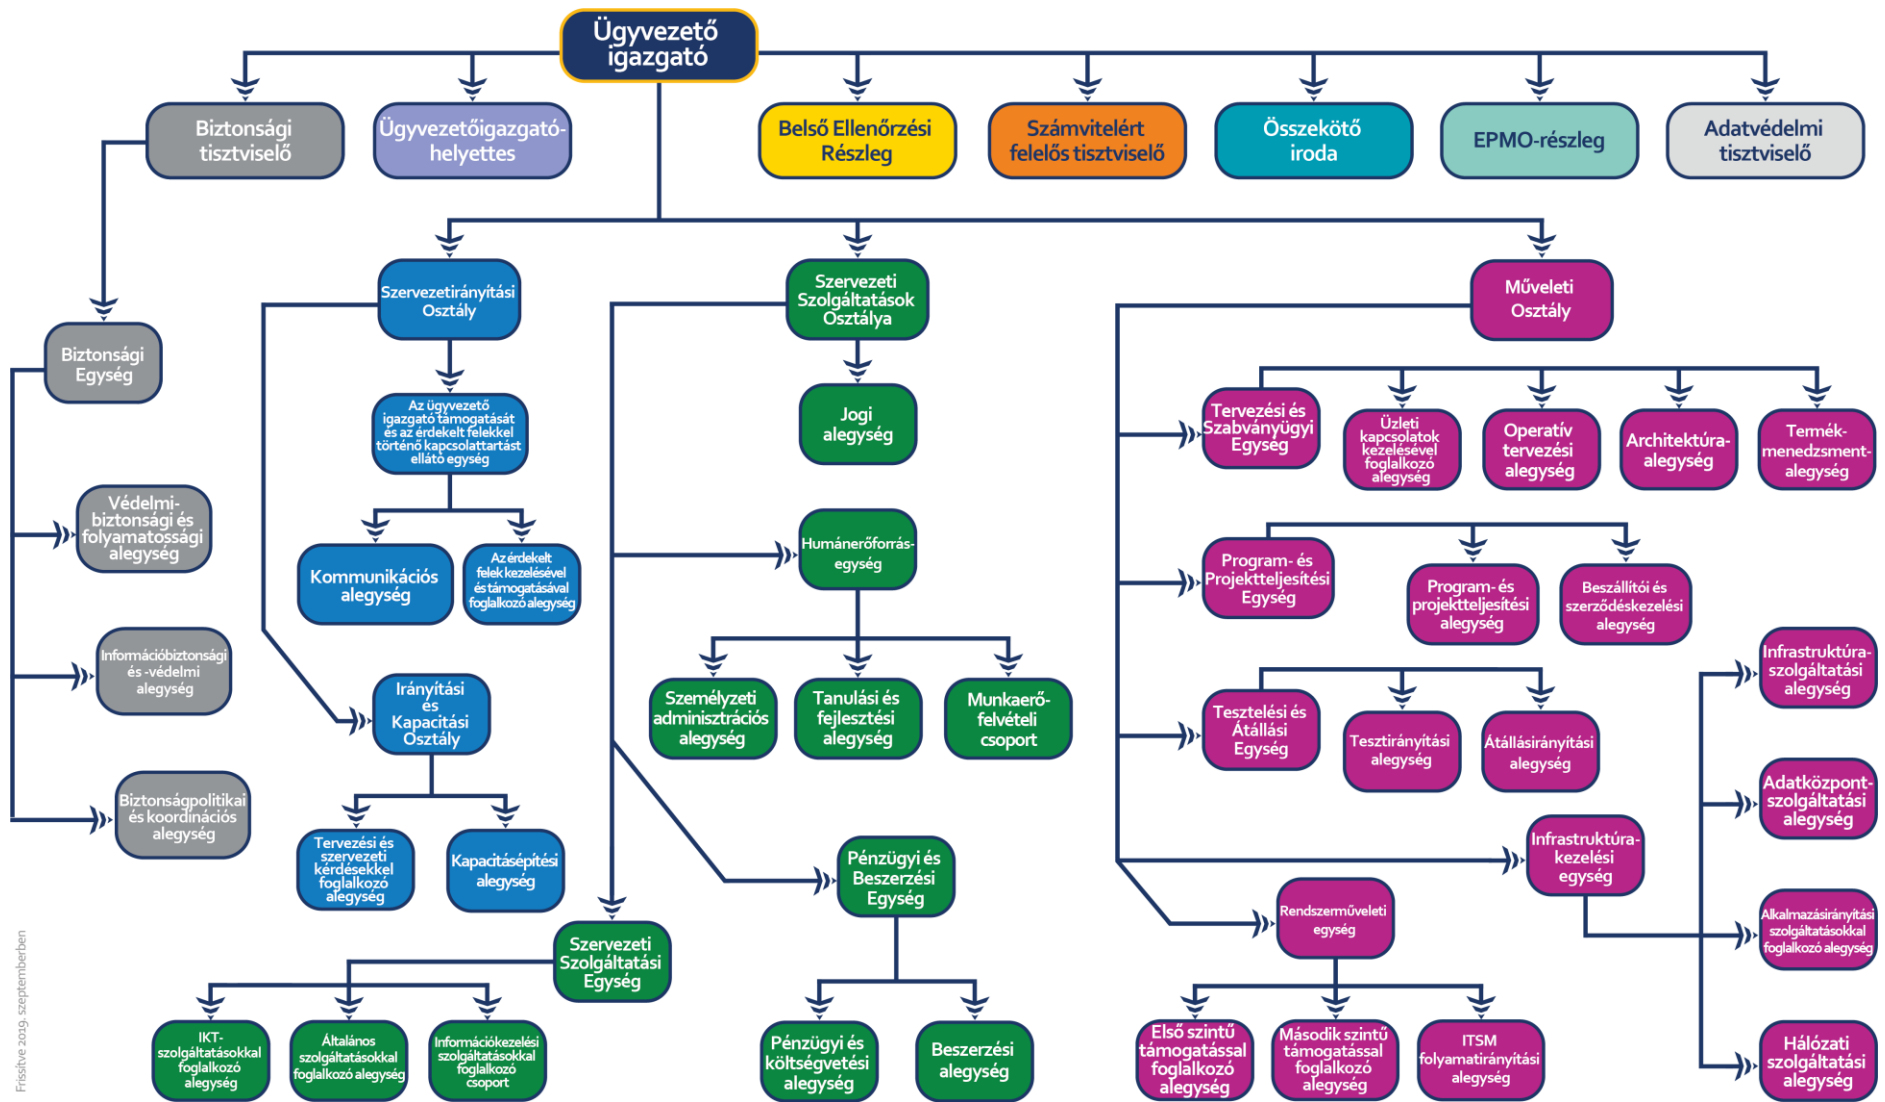 Ügyvezető
igazgató
Biztonsági
tisztviselő
Ügyvezetőigazgató-
helyettes
Belső Ellenőrzési
Részleg
Számvitelért
felelős tisztviselő
Összekötő
iroda
EPMO-részleg
Adatvédelmi
tisztviselő
Szervezetirányítási
Osztály
Szervezeti
Szolgáltatások
Osztálya
Műveleti
Osztály
Biztonsági
Egység
Az ügyvezető
igazgató támogatását
és az érdekelt felekkel
történő kapcsolattartást
ellátó egység
Jogi
alegység
Tervezési és
Szabványügyi
Egység
Üzleti
kapcsolatok
kezelésével
foglalkozó
alegység
Operatív
tervezési
alegység
Architektúra-
alegység
Termék-
menedzsment-
alegység
Védelmi-
biztonsági és
folyamatossági
alegység
Kommunikációs
alegység
Az érdekelt
felek kezelésével
és támogatásával
foglalkozó alegység
Humánerőforrás-
egység
Program- és
Projektteljesítési
Egység
Program- és
projektteljesítési
alegység
Beszállítói és
szerződéskezelési
alegység
Információbiztonsági
és -védelmi
alegység
Irányítási
és
Kapacitási
Osztály
Személyzeti
adminisztrációs
alegység
Tanulási és
fejlesztési
alegység
Munkaerő-
felvételi
csoport
Tesztelési és
Átállási
Egység
Tesztirányítási
alegység
Átállásirányítási
alegység
Infrastruktúra-
szolgáltatási
alegység
Biztonságpolitikai
és koordinációs
alegység
Tervezési és
szervezeti
kérdésekkel
foglalkozó
alegység
Kapacitásépítési
alegység
Pénzügyi és
Beszerzési
Egység
Infrastruktúra-
kezelési
egység
Adatközpont-
szolgáltatási
alegység
Szervezeti
Szolgáltatási
Egység
Rendszerműveleti
egység
Alkalmazásirányítási
szolgáltatásokkal
foglalkozó alegység
IKT-
szolgáltatásokkal
foglalkozó
alegység
Általános
szolgáltatásokkal
foglalkozó alegység
Információkezelési
szolgáltatásokkal
foglalkozó
csoport
Pénzügyi és
költségvetési
alegység
Beszerzési
alegység
Első szintű
támogatással
foglalkozó
alegység
Második szintű
támogatással
foglalkozó
alegység
ITSM
folyamatirányítási
alegység
Hálózati
szolgáltatási
alegység
Frissítve 2019. szeptemberben